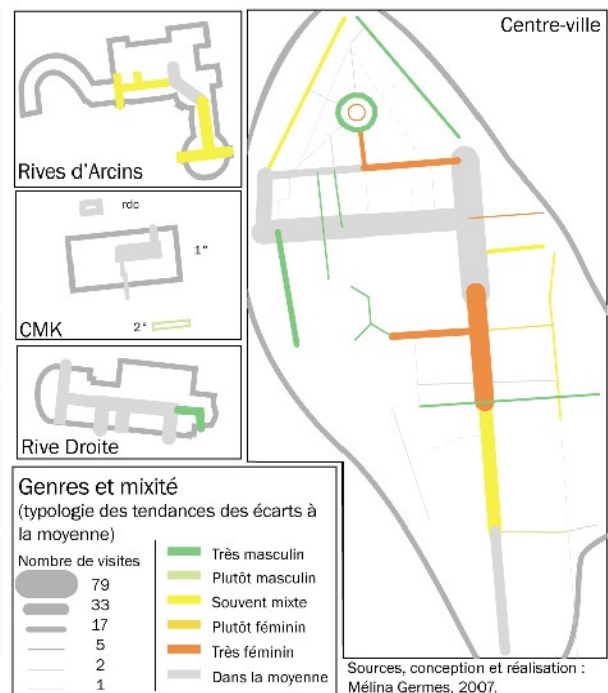 Centre-ville
Rives d'Arcins
rdc
1°
CMK
2°
Rive Droite
Genres et mixité
(typologie des tendances des écarts à
la moyenne)
Nombre de visites
79
33
17
5
2
1
Très masculin
Plutôt masculin
Souvent mixte
Plutôt féminin
Très féminin
Dans la moyenne
Sources, conception et réalisation :
Mélina Germes, 2007.